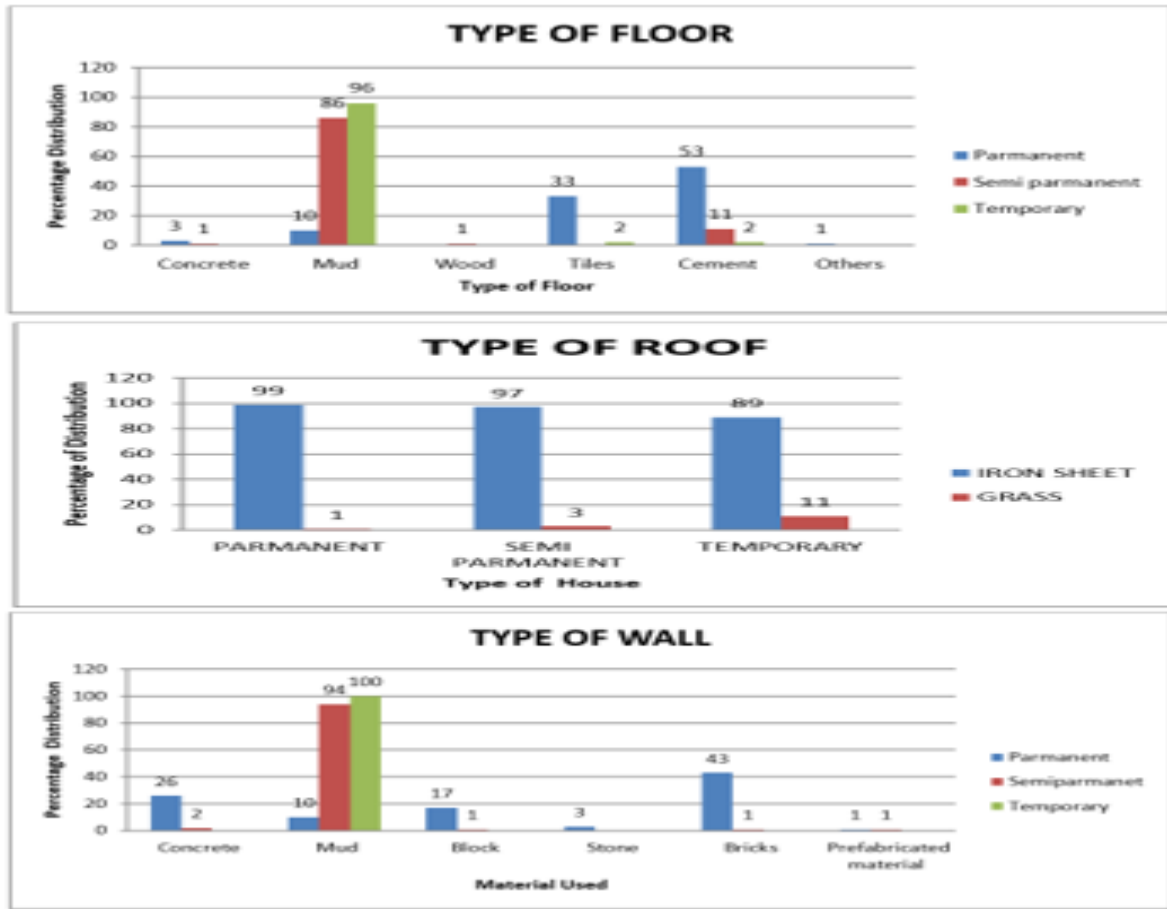 TYPE OF FLOOR
Percentage Distribution
120
100
80
60
40
20
0
3 1
10 86 96
1
33 2
53 11 2
1
Concrete Mud Wood Tiles Cement Others
Type of Floor
Parmanent
Semi parmanent
Temporary
TYPE OF ROOF
Percentage of Distribution
120
100
80
60
40
20
0
99 1
97 3
89 11
PARMANENT SEMI PARMANENT TEMPORARY
Type of House
IRON SHEET
GRASS
TYPE OF WALL
Percentage Distribution
120
100
80
60
40
20
0
26 2
10 94 100
17 1
3
43 1
1 1
Concrete Mud Block Stone Bricks Prefabricated material
Material Used
Parmanent
Semiparmanet
Temporary